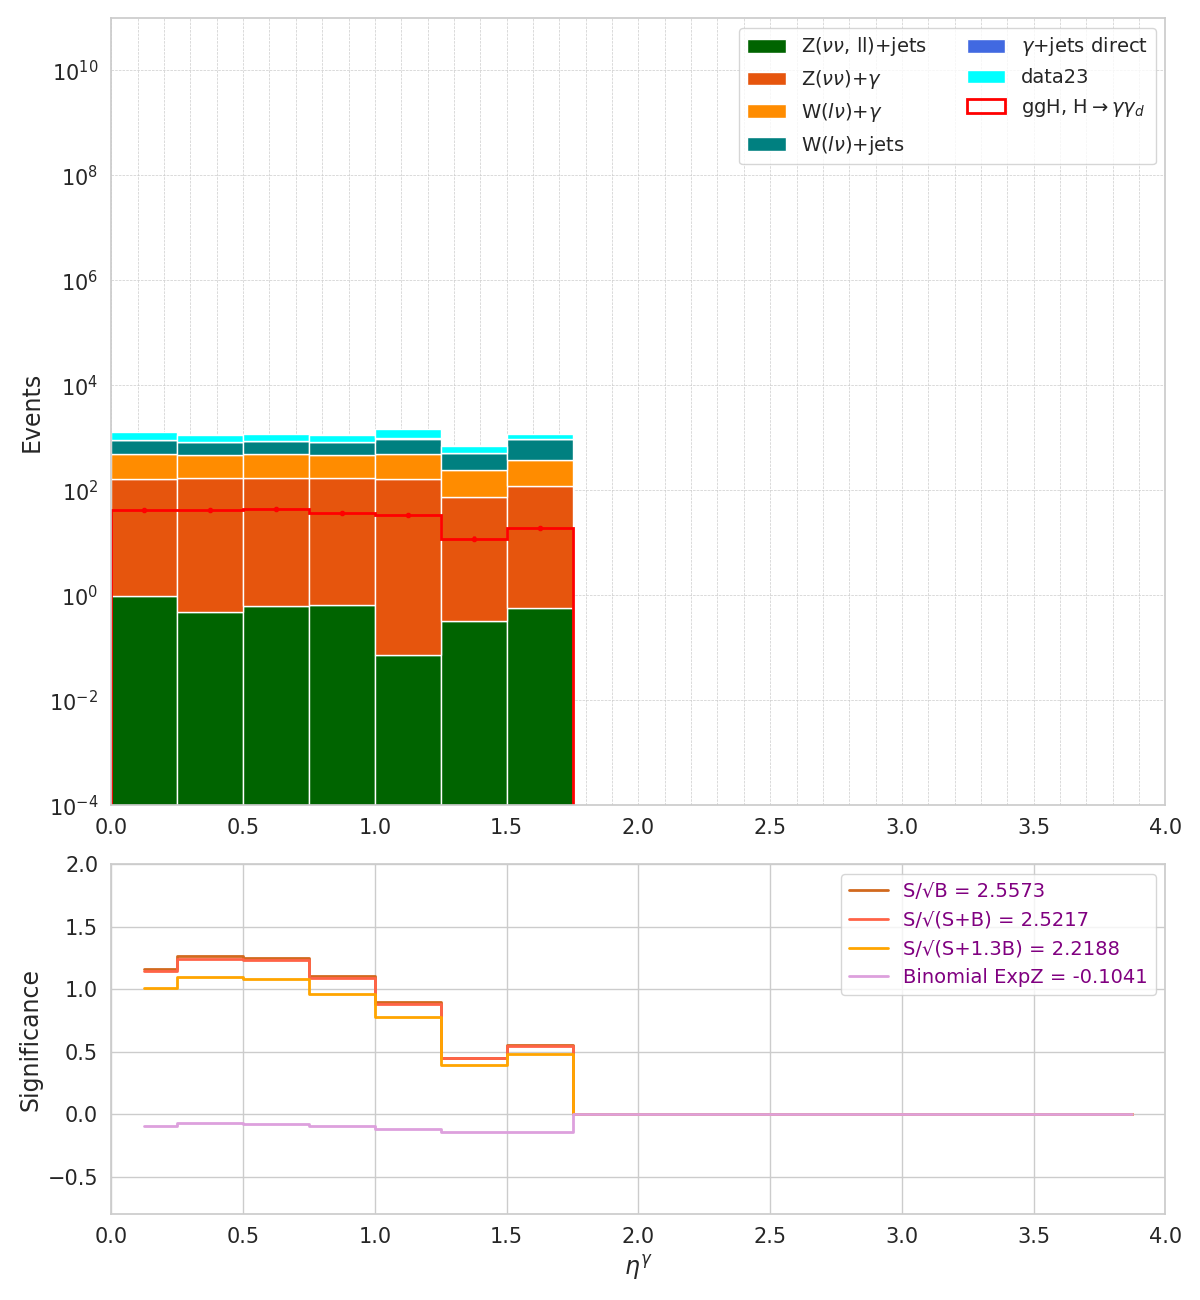 Z(νν, ll)+jets
Z(νν)+γ
W(lν)+γ
W(lν)+jets
γ+jets direct
data23
ggH, H→γγ_d
10^10
10^8
10^6
10^4
10^2
10^0
10^−2
10^−4
Events
0.0 0.5 1.0 1.5 2.0 2.5 3.0 3.5 4.0
S/√B = 2.5573
S/√(S+B) = 2.5217
S/√(S+1.3B) = 2.2188
Binomial ExpZ = -0.1041
2.0
1.5
1.0
0.5
0.0
−0.5
Significance
0.0 0.5 1.0 1.5 2.0 2.5 3.0 3.5 4.0
η^γ